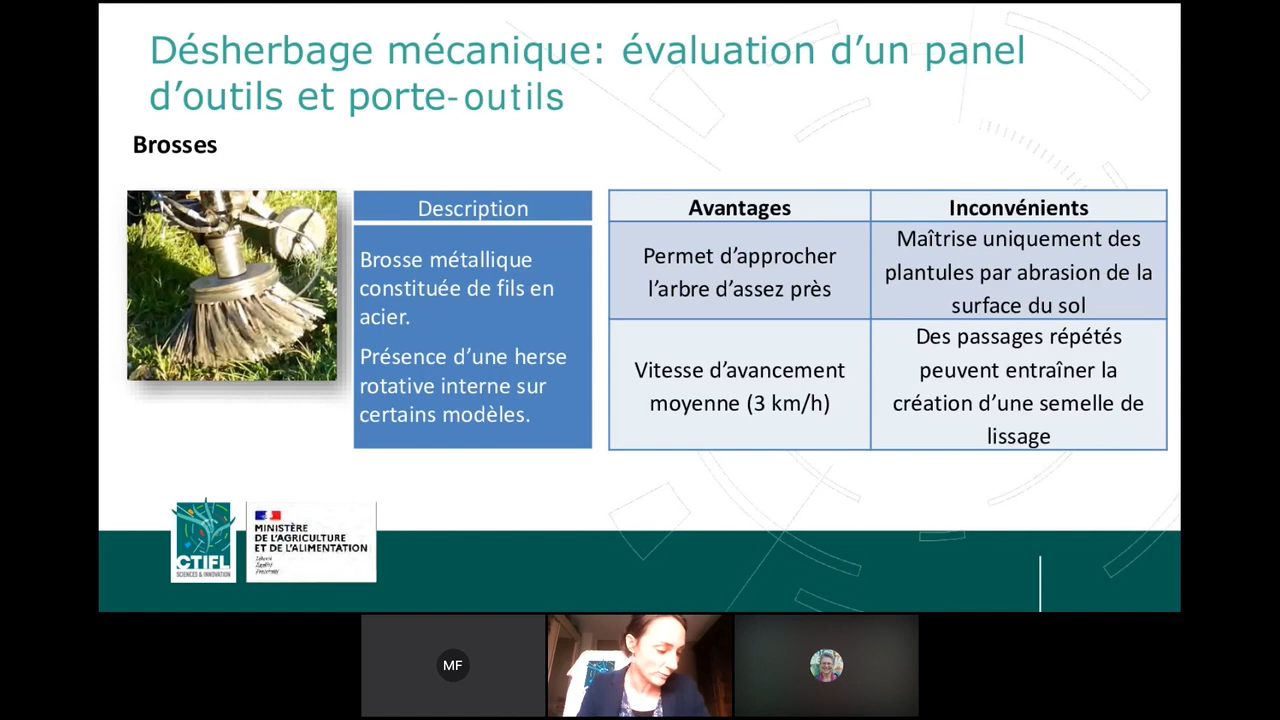 Désherbage mécanique: évaluation d’un panel
d’outils et porte-outils
Brosses
Description
Brosse métallique
constituée de fils en
acier.
Présence d’une herse
rotative interne sur
certains modèles.
Avantages
Inconvénients
Permet d’approcher
l’arbre d’assez près
Maîtrise uniquement des
plantules par abrasion de la
surface du sol
Vitesse d’avancement
moyenne (3 km/h)
Des passages répétés
peuvent entraîner la
création d’une semelle de
lissage
CTIFL
SCIENCES & INNOVATION
MINISTÈRE
DE L’AGRICULTURE
ET DE L’ALIMENTATION
Liberté
Égalité
Fraternité
MF